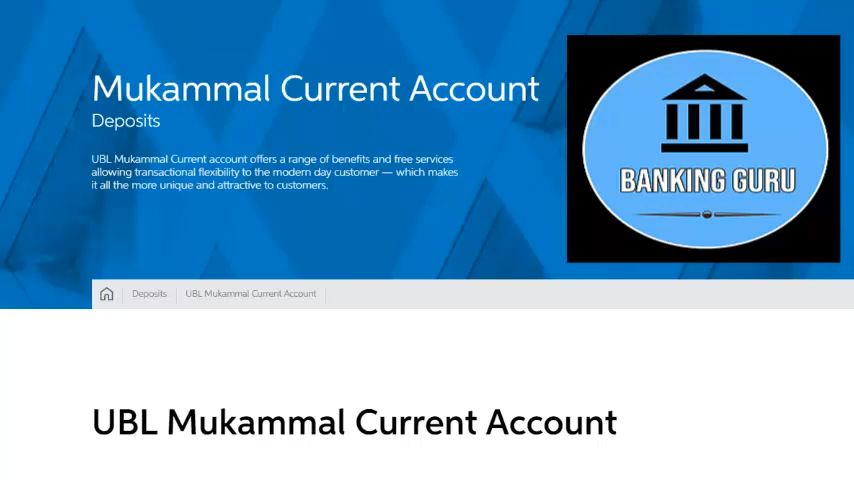 Mukammal Current Account
Deposits
UBL Mukammal Current account offers a range of benefits and free services
allowing transactional flexibility to the modern day customer — which makes
it all the more unique and attractive to customers.
BANKING GURU
Deposits
UBL Mukammal Current Account
UBL Mukammal Current Account